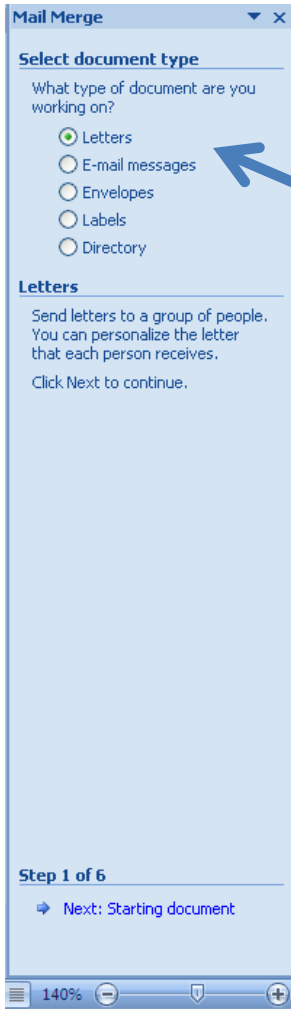 Mail Merge
Select document type
What type of document are you
working on?
Letters
E-mail messages
Envelopes
Labels
Directory
Letters
Send letters to a group of people.
You can personalize the letter
that each person receives.
Click Next to continue.
Step 1 of 6
Next: Starting document
140%